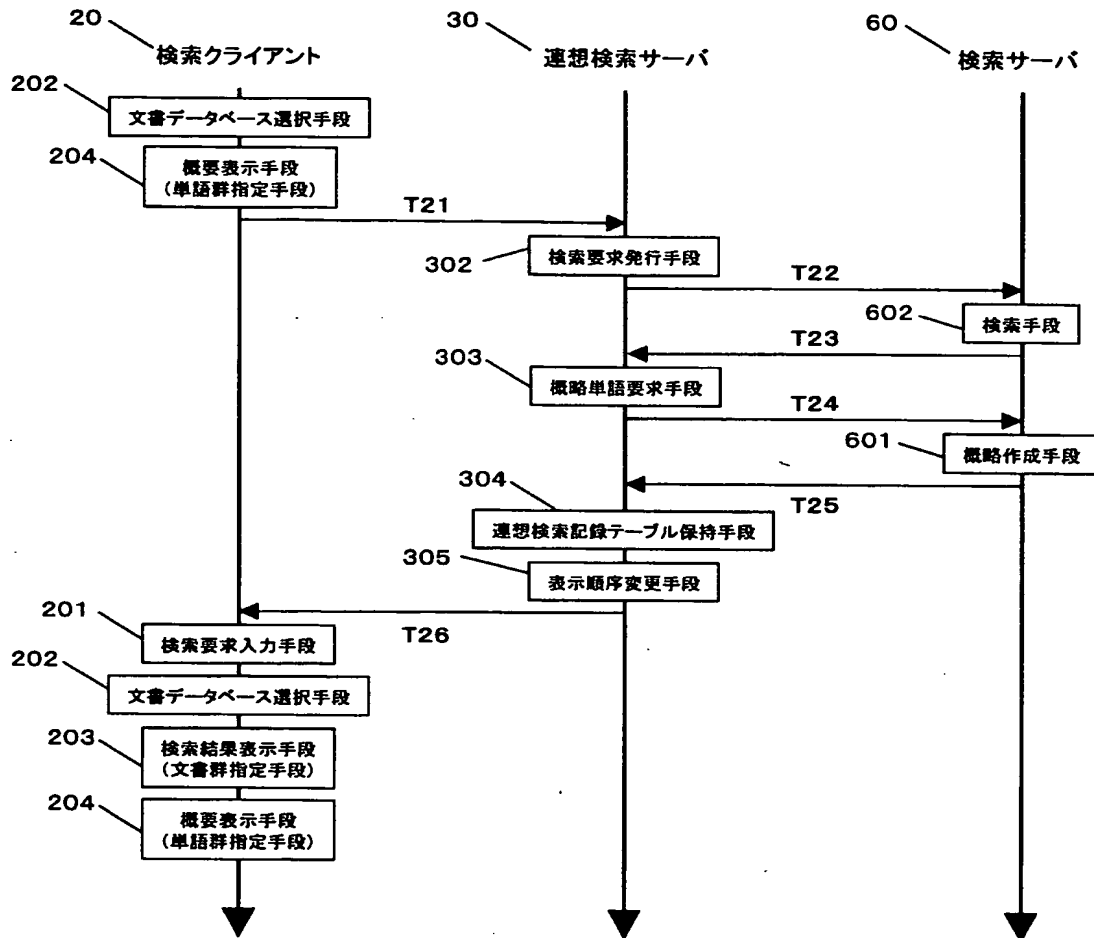 20
30
60
検索クライアント
連想検索サーバ
検索サーバ
202
文書データベース選択手段
204
概要表示手段
(単語群指定手段)
T21
302
検索要求発行手段
T22
602
検索手段
T23
303
概略単語要求手段
T24
601
概略作成手段
304
T25
連想検索記録テーブル保持手段
305
表示順序変更手段
201
T26
検索要求入力手段
202
文書データベース選択手段
203
検索結果表示手段
(文書群指定手段)
204
概要表示手段
(単語群指定手段)